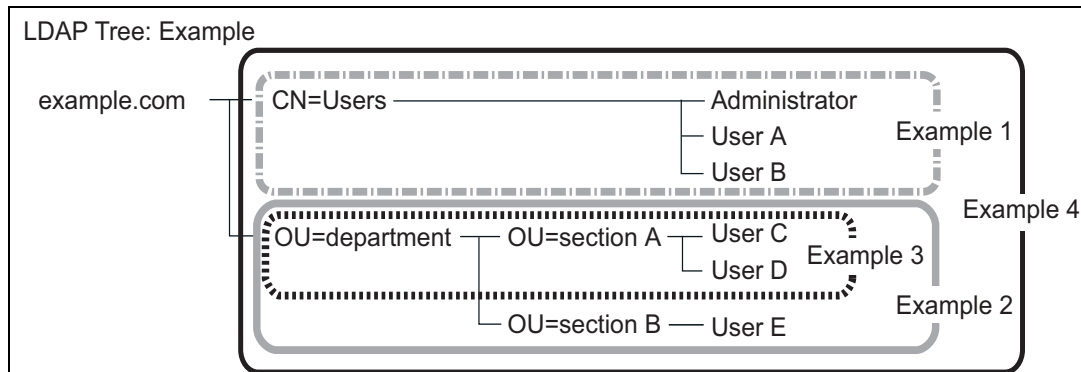 LDAP Tree: Example
example.com
CN=Users
Administrator
User A
User B
Example 1
Example 4
OU=department
OU=section A
User C
User D
Example 3
Example 2
OU=section B
User E